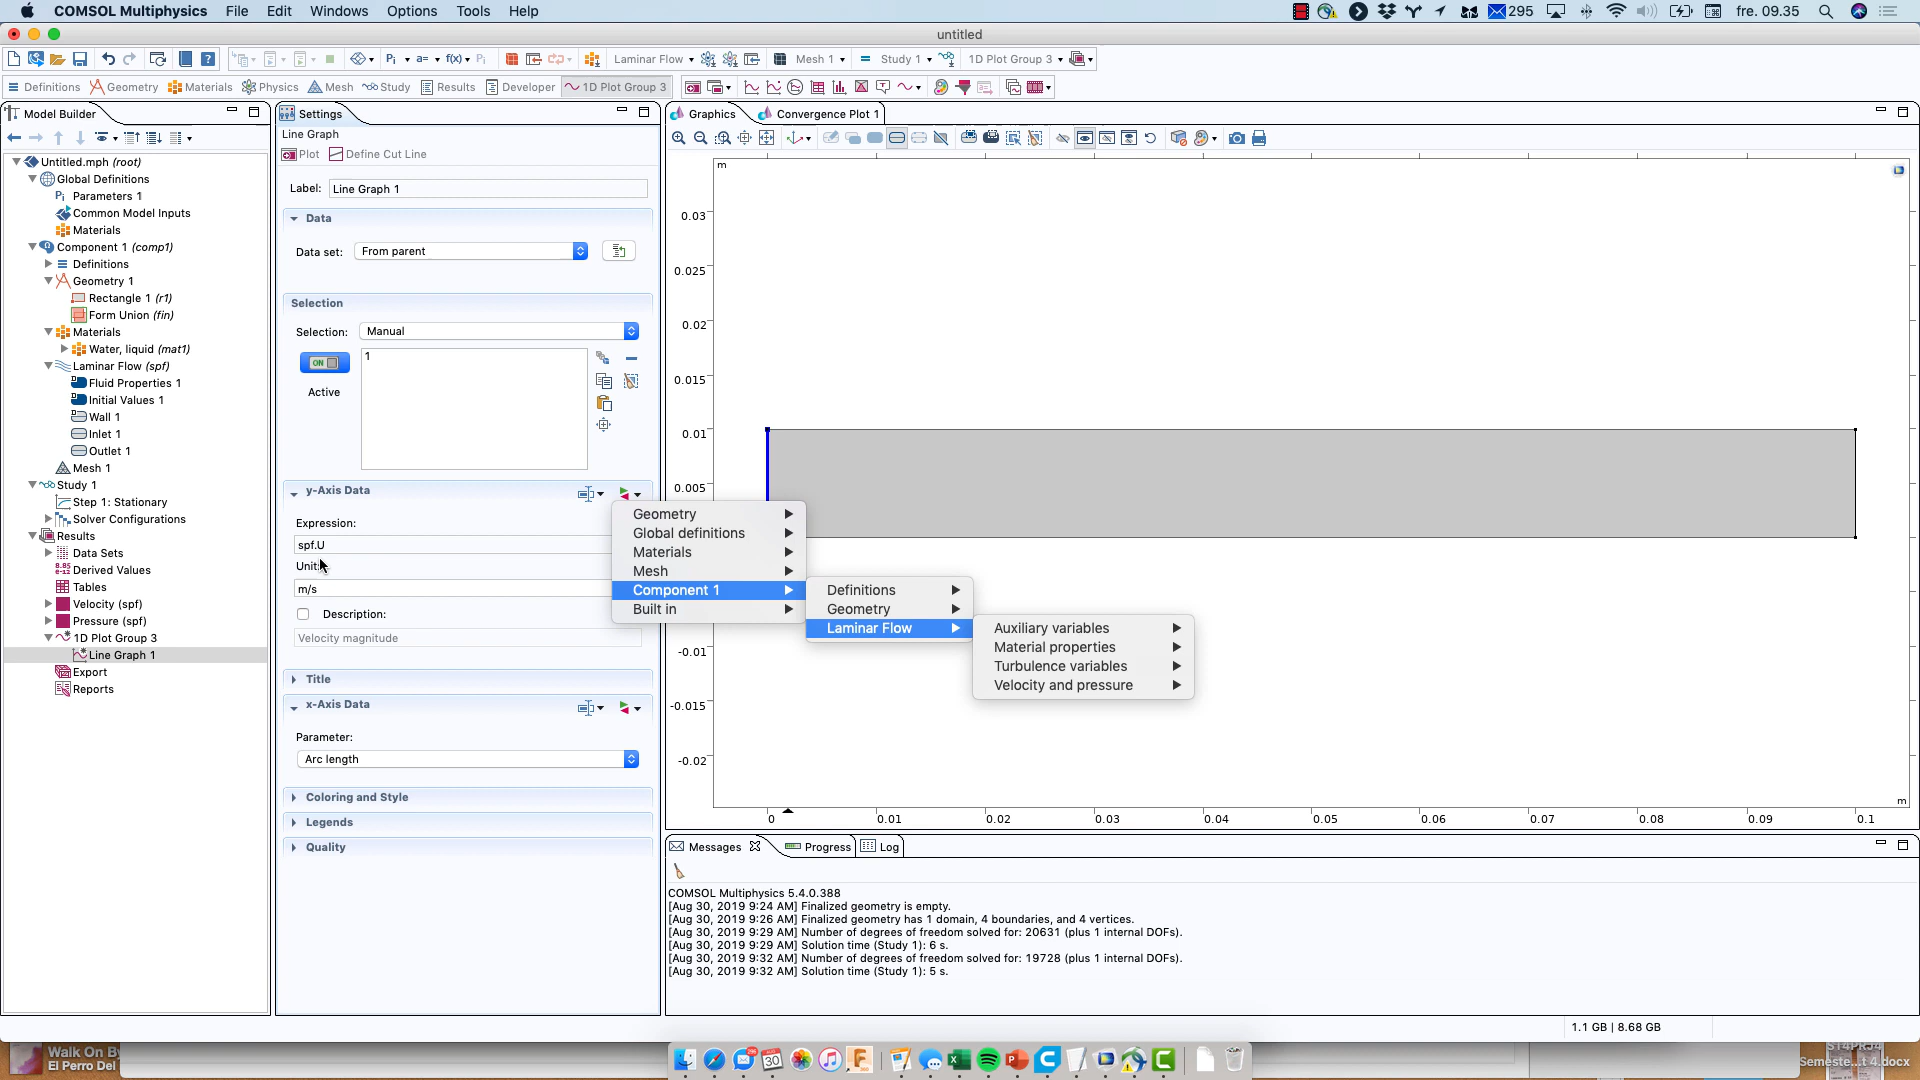 COMSOL Multiphysics File Edit Windows Options Tools Help 295 fre. 09.35
untitled
Laminar Flow Mesh 1 Study 1 1D Plot Group 3
Definitions Geometry Materials Physics Mesh Study Results Developer 1D Plot Group 3
Model Builder
Untitled.mph (root)
Global Definitions
Pi Parameters 1
Common Model Inputs
Materials
Component 1 (comp1)
Definitions
Geometry 1
Rectangle 1 (r1)
Form Union (fin)
Materials
Water, liquid (mat1)
Laminar Flow (spf)
Fluid Properties 1
Initial Values 1
Wall 1
Inlet 1
Outlet 1
Mesh 1
Study 1
Step 1: Stationary
Solver Configurations
Results
Data Sets
8.85
e-12
Derived Values
Tables
Velocity (spf)
Pressure (spf)
1D Plot Group 3
Line Graph 1
Export
Reports
Settings
Line Graph
Plot Define Cut Line
Label: Line Graph 1
Data
Data set: From parent
Selection
Selection: Manual
ON
Active
1
y-Axis Data
Expression:
spf.U
Unit:
m/s
Description:
Velocity magnitude
Title
x-Axis Data
Parameter:
Arc length
Coloring and Style
Legends
Quality
Geometry
Global definitions
Materials
Mesh
Component 1
Built in
Definitions
Geometry
Laminar Flow
Auxiliary variables
Material properties
Turbulence variables
Velocity and pressure
Graphics Convergence Plot 1
m
0.03
0.025
0.02
0.015
0.01
0.005
-0.01
-0.015
-0.02
m
0 0.01 0.02 0.03 0.04 0.05 0.06 0.07 0.08 0.09 0.1
Messages Progress Log
COMSOL Multiphysics 5.4.0.388
[Aug 30, 2019 9:24 AM] Finalized geometry is empty.
[Aug 30, 2019 9:26 AM] Finalized geometry has 1 domain, 4 boundaries, and 4 vertices.
[Aug 30, 2019 9:29 AM] Number of degrees of freedom solved for: 20631 (plus 1 internal DOFs).
[Aug 30, 2019 9:29 AM] Solution time (Study 1): 6 s.
[Aug 30, 2019 9:32 AM] Number of degrees of freedom solved for: 19728 (plus 1 internal DOFs).
[Aug 30, 2019 9:32 AM] Solution time (Study 1): 5 s.
1.1 GB | 8.68 GB
Walk On By
El Perro Del
30
Semeste...t 4.docx